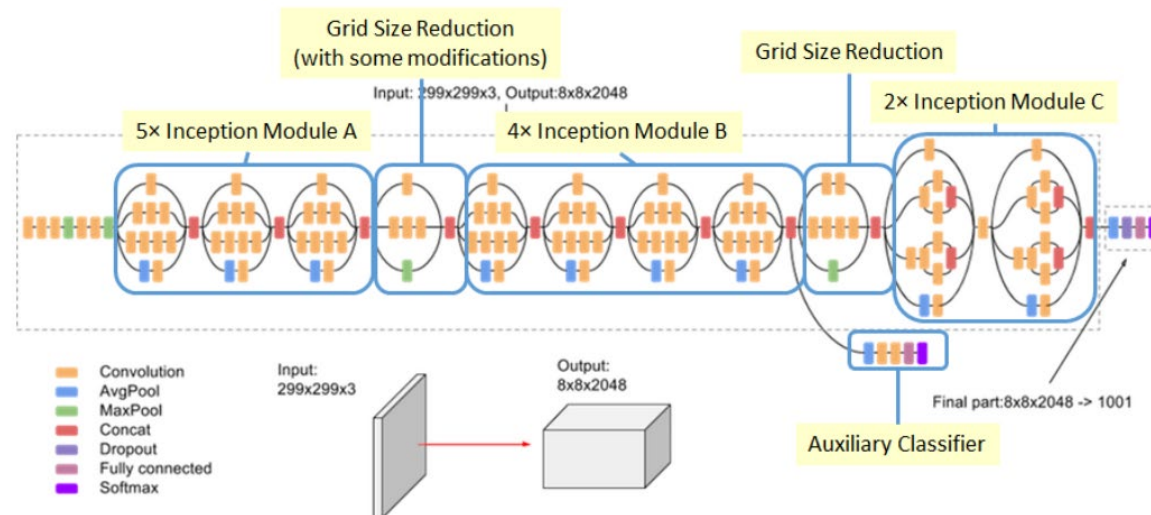 Grid Size Reduction
(with some modifications)
Grid Size Reduction
Input: 299x299x3, Output:8x8x2048
5× Inception Module A
4× Inception Module B
2× Inception Module C
Convolution
AvgPool
MaxPool
Concat
Dropout
Fully connected
Softmax
Input:
299x299x3
Output:
8x8x2048
Final part:8x8x2048 -> 1001
Auxiliary Classifier